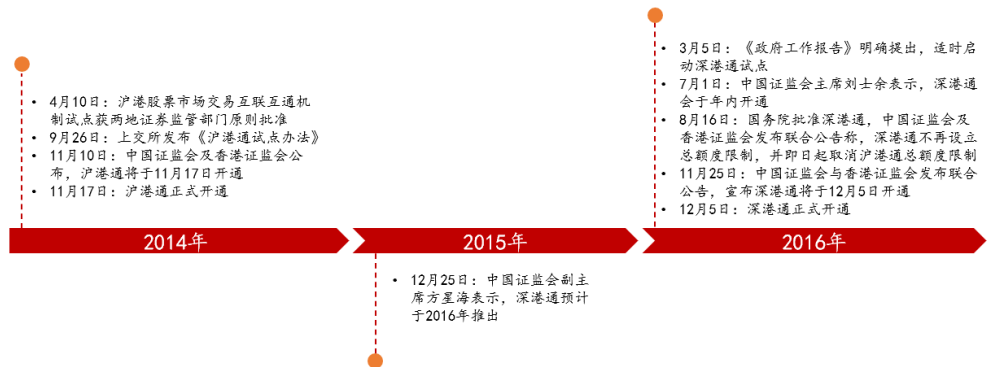 • 4月10日：沪港股票市场交易互联互通机
制试点获两地证券监管部门原则批准
• 9月26日：上交所发布《沪港通试点办法》
• 11月10日：中国证监会及香港证监会公
布，沪港通将于11月17日开通
• 11月17日：沪港通正式开通
2014年
2015年
• 12月25日：中国证监会副主
席方星海表示，深港通预计
于2016年推出
• 3月5日：《政府工作报告》明确提出，适时启
动深港通试点
• 7月1日：中国证监会主席刘士余表示，深港通
会于年内开通
• 8月16日：国务院批准深港通，中国证监会及
香港证监会发布联合公告称，深港通不再设立
总额度限制，并即日起取消沪港通总额度限制
• 11月25日：中国证监会与香港证监会发布联合
公告，宣布深港通将于12月5日开通
• 12月5日：深港通正式开通
2016年